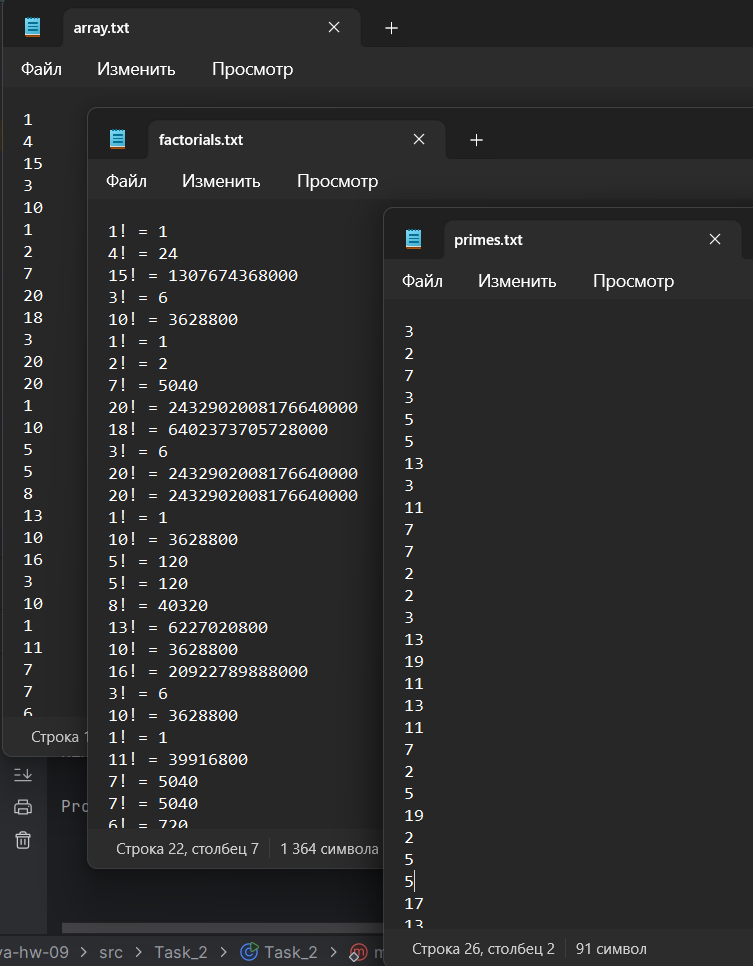 array.txt
Файл Изменить Просмотр
1
4
15
3
10
1
2
7
20
18
3
20
20
1
10
5
5
8
13
10
16
3
10
1
11
7
7
6
Строка 1
factorials.txt
Файл Изменить Просмотр
1! = 1
4! = 24
15! = 1307674368000
3! = 6
10! = 3628800
1! = 1
2! = 2
7! = 5040
20! = 2432902008176640000
18! = 6402373705728000
3! = 6
20! = 2432902008176640000
20! = 2432902008176640000
1! = 1
10! = 3628800
5! = 120
5! = 120
8! = 40320
13! = 6227020800
10! = 3628800
16! = 20922789888000
3! = 6
10! = 3628800
1! = 1
11! = 39916800
7! = 5040
7! = 5040
6! = 720
Строка 22, столбец 7 1 364 символа
primes.txt
Файл Изменить Просмотр
3
2
7
3
5
5
13
3
11
7
7
2
2
3
13
19
11
13
11
7
2
5
19
2
5
5
17
13
Строка 26, столбец 2 91 символ
Pro
va-hw-09 > src > Task_2 > Task_2 > m